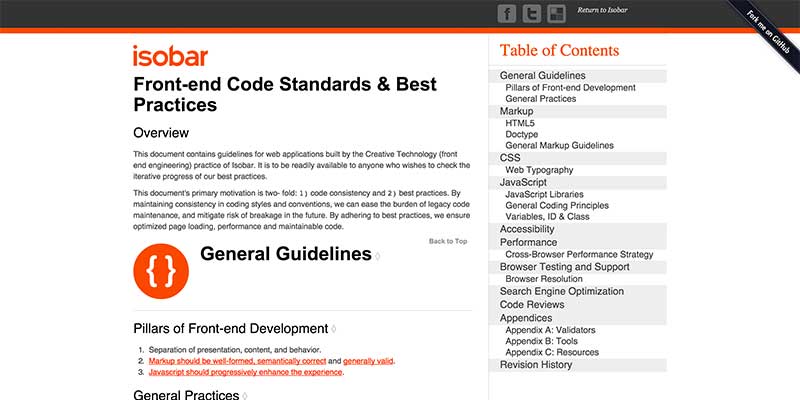 Return to Isobar
Fork me on GitHub
isobar
Front-end Code Standards & Best
Practices
Overview
This document contains guidelines for web applications built by the Creative Technology (front
end engineering) practice of Isobar. It is to be readily available to anyone who wishes to check the
iterative progress of our best practices.
This document's primary motivation is two- fold: 1) code consistency and 2) best practices. By
maintaining consistency in coding styles and conventions, we can ease the burden of legacy code
maintenance, and mitigate risk of breakage in the future. By adhering to best practices, we ensure
optimized page loading, performance and maintainable code.
Back to Top
{ }
General Guidelines ◊
Pillars of Front-end Development ◊
1. Separation of presentation, content, and behavior.
2. Markup should be well-formed, semantically correct and generally valid.
3. Javascript should progressively enhance the experience.
General Practices ◊
Table of Contents
General Guidelines
Pillars of Front-end Development
General Practices
Markup
HTML5
Doctype
General Markup Guidelines
CSS
Web Typography
JavaScript
JavaScript Libraries
General Coding Principles
Variables, ID & Class
Accessibility
Performance
Cross-Browser Performance Strategy
Browser Testing and Support
Browser Resolution
Search Engine Optimization
Code Reviews
Appendices
Appendix A: Validators
Appendix B: Tools
Appendix C: Resources
Revision History